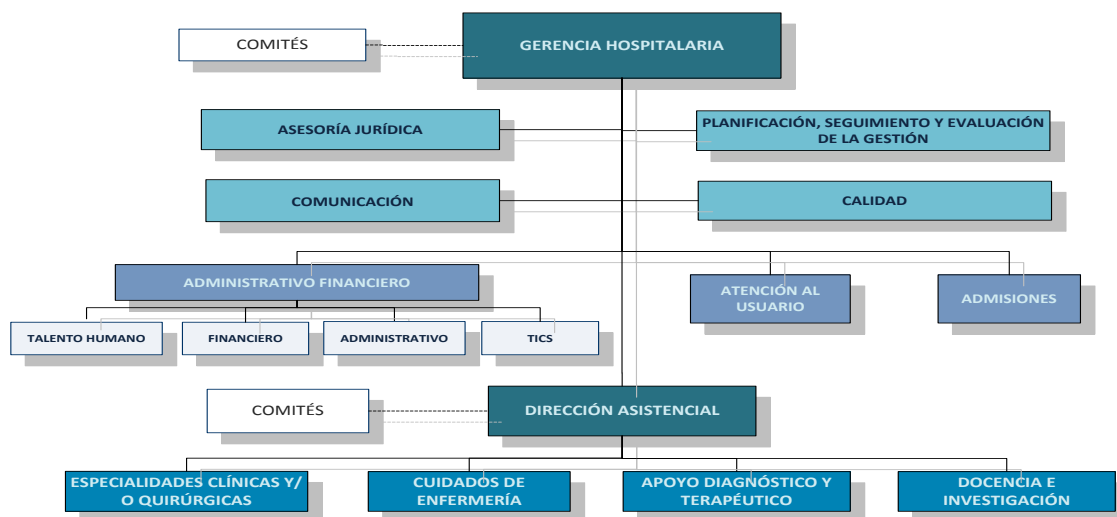 COMITÉS
GERENCIA HOSPITALARIA
ASESORÍA JURÍDICA
PLANIFICACIÓN, SEGUIMIENTO Y EVALUACIÓN
DE LA GESTIÓN
COMUNICACIÓN
CALIDAD
ADMINISTRATIVO FINANCIERO
ATENCIÓN AL
USUARIO
ADMISIONES
TALENTO HUMANO
FINANCIERO
ADMINISTRATIVO
TICS
COMITÉS
DIRECCIÓN ASISTENCIAL
ESPECIALIDADES CLÍNICAS Y/
O QUIRÚRGICAS
CUIDADOS DE
ENFERMERÍA
APOYO DIAGNÓSTICO Y
TERAPÉUTICO
DOCENCIA E
INVESTIGACIÓN